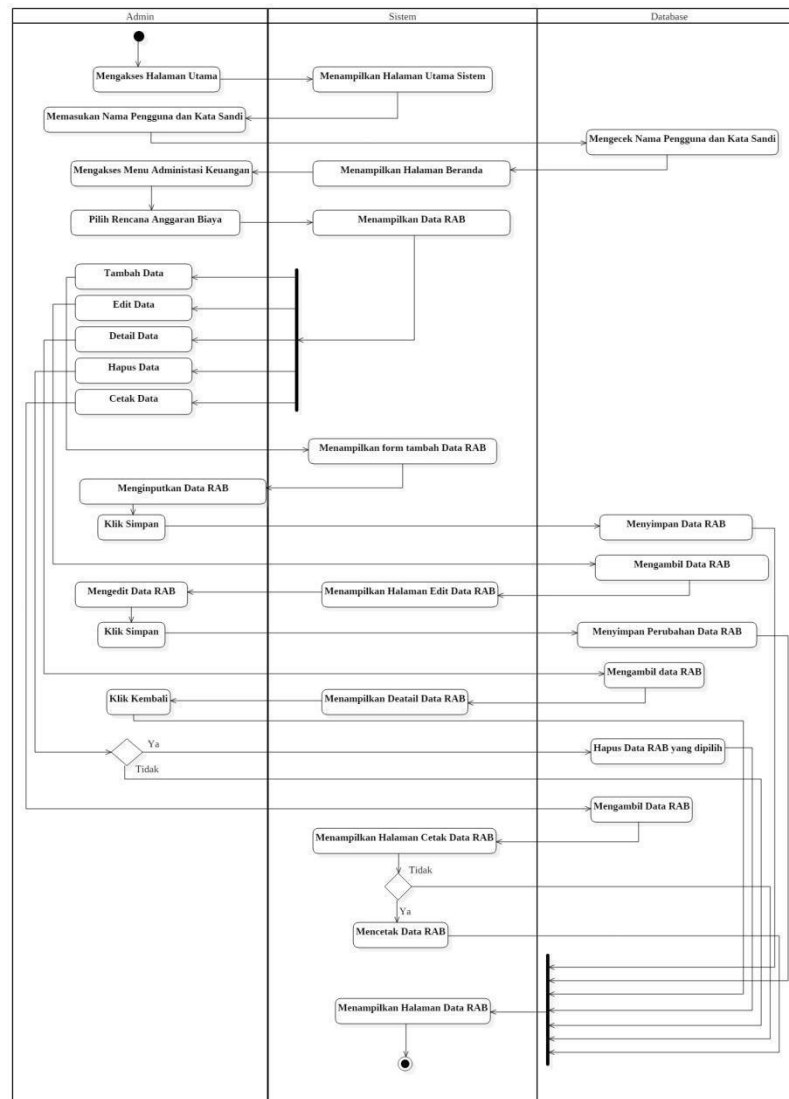 Admin
Sistem
Database
Mengakses Halaman Utama
Menampilkan Halaman Utama Sistem
Memasukan Nama Pengguna dan Kata Sandi
Mengecek Nama Pengguna dan Kata Sandi
Mengakses Menu Administasi Keuangan
Menampilkan Halaman Beranda
Pilih Rencana Anggaran Biaya
Menampilkan Data RAB
Tambah Data
Edit Data
Detail Data
Hapus Data
Cetak Data
Menampilkan form tambah Data RAB
Menginputkan Data RAB
Klik Simpan
Menyimpan Data RAB
Mengambil Data RAB
Mengedit Data RAB
Menampilkan Halaman Edit Data RAB
Klik Simpan
Menyimpan Perubahan Data RAB
Mengambil data RAB
Klik Kembali
Menampilkan Deatail Data RAB
Ya
Hapus Data RAB yang dipilih
Tidak
Mengambil Data RAB
Menampilkan Halaman Cetak Data RAB
Tidak
Ya
Mencetak Data RAB
Menampilkan Halaman Data RAB